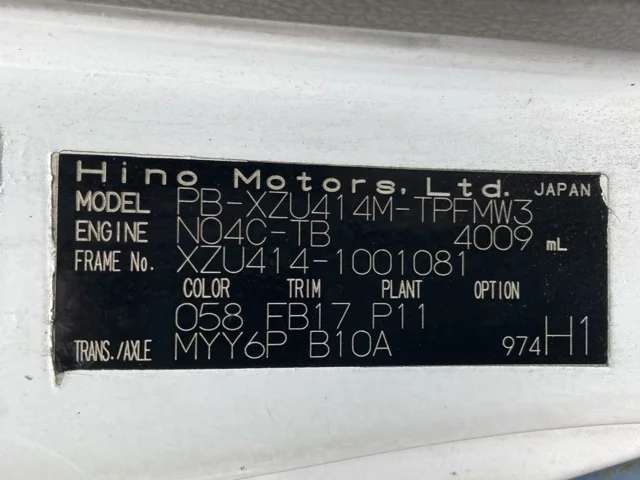 Hino Motors, Ltd. JAPAN
MODEL PB-XZU414M-TPFMW3
ENGINE N04C-TB 4009 mL
FRAME No. XZU414-1001081
COLOR TRIM PLANT OPTION
058 FB17 P11
TRANS./AXLE MYY6P B10A 974H1